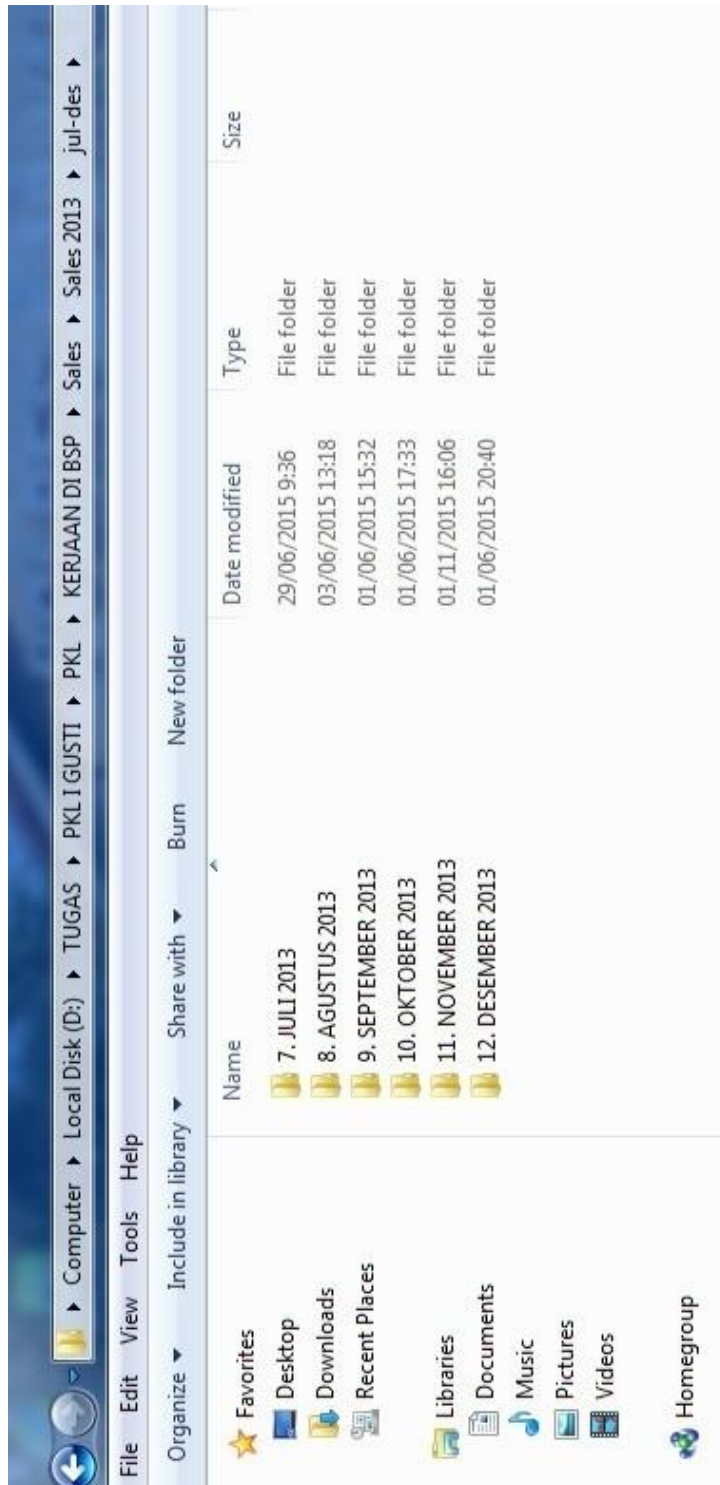 Computer Local Disk (D:) TUGAS PKL I GUSTI PKL KERJAAN DI BSP Sales Sales 2013 jul-des
File Edit View Tools Help
Organize Include in library Share with Burn New folder
Favorites
Desktop
Downloads
Recent Places
Libraries
Documents
Music
Pictures
Videos
Homegroup
Name Date modified Type Size
7. JULI 2013 29/06/2015 9:36 File folder
8. AGUSTUS 2013 03/06/2015 13:18 File folder
9. SEPTEMBER 2013 01/06/2015 15:32 File folder
10. OKTOBER 2013 01/06/2015 17:33 File folder
11. NOVEMBER 2013 01/11/2015 16:06 File folder
12. DESEMBER 2013 01/06/2015 20:40 File folder